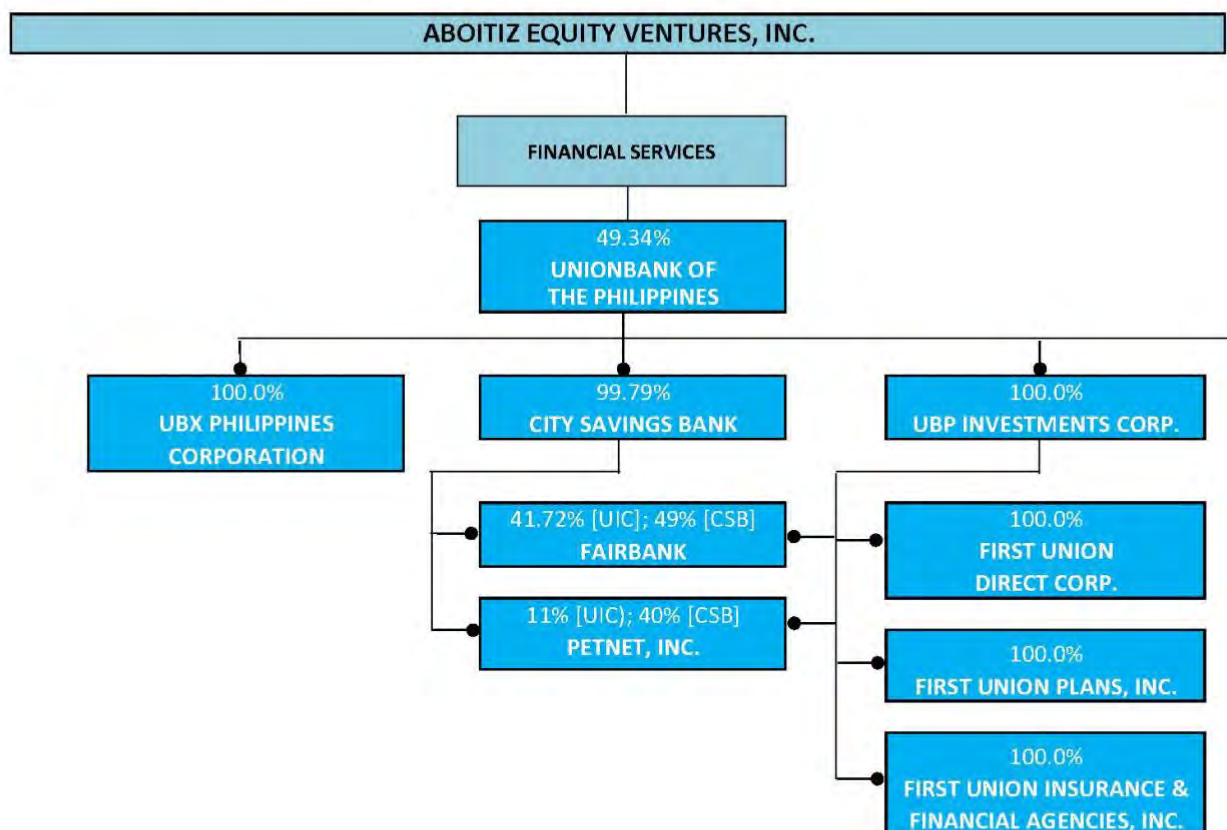 ABOITIZ EQUITY VENTURES, INC.
FINANCIAL SERVICES
49.34%
UNIONBANK OF
THE PHILIPPINES
100.0%
UBX PHILIPPINES
CORPORATION
99.79%
CITY SAVINGS BANK
100.0%
UBP INVESTMENTS CORP.
41.72% [UIC]; 49% [CSB]
FAIRBANK
11% [UIC); 40% [CSB]
PETNET, INC.
100.0%
FIRST UNION
DIRECT CORP.
100.0%
FIRST UNION PLANS, INC.
100.0%
FIRST UNION INSURANCE &
FINANCIAL AGENCIES, INC.